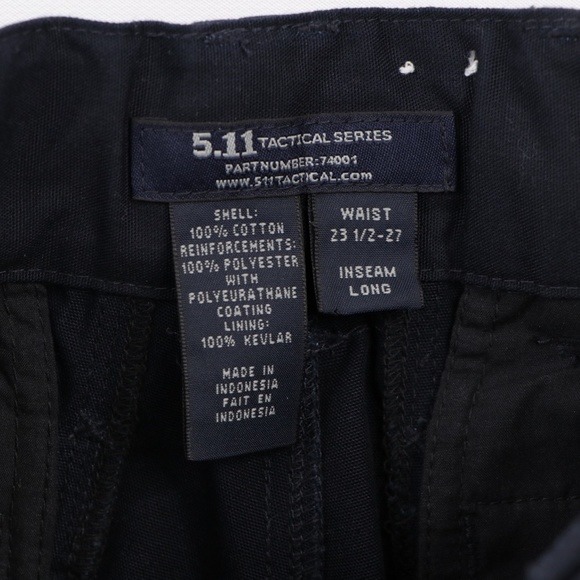 5.11 TACTICAL SERIES
PART NUMBER: 74001
WWW.511TACTICAL.COM
SHELL:
100% COTTON
REINFORCEMENTS:
100% POLYESTER
WITH
POLYEURATHANE
COATING
LINING:
100% KEVLAR
MADE IN
INDONESIA
FAIT EN
INDONESIA
WAIST
23 1/2-27
INSEAM
LONG